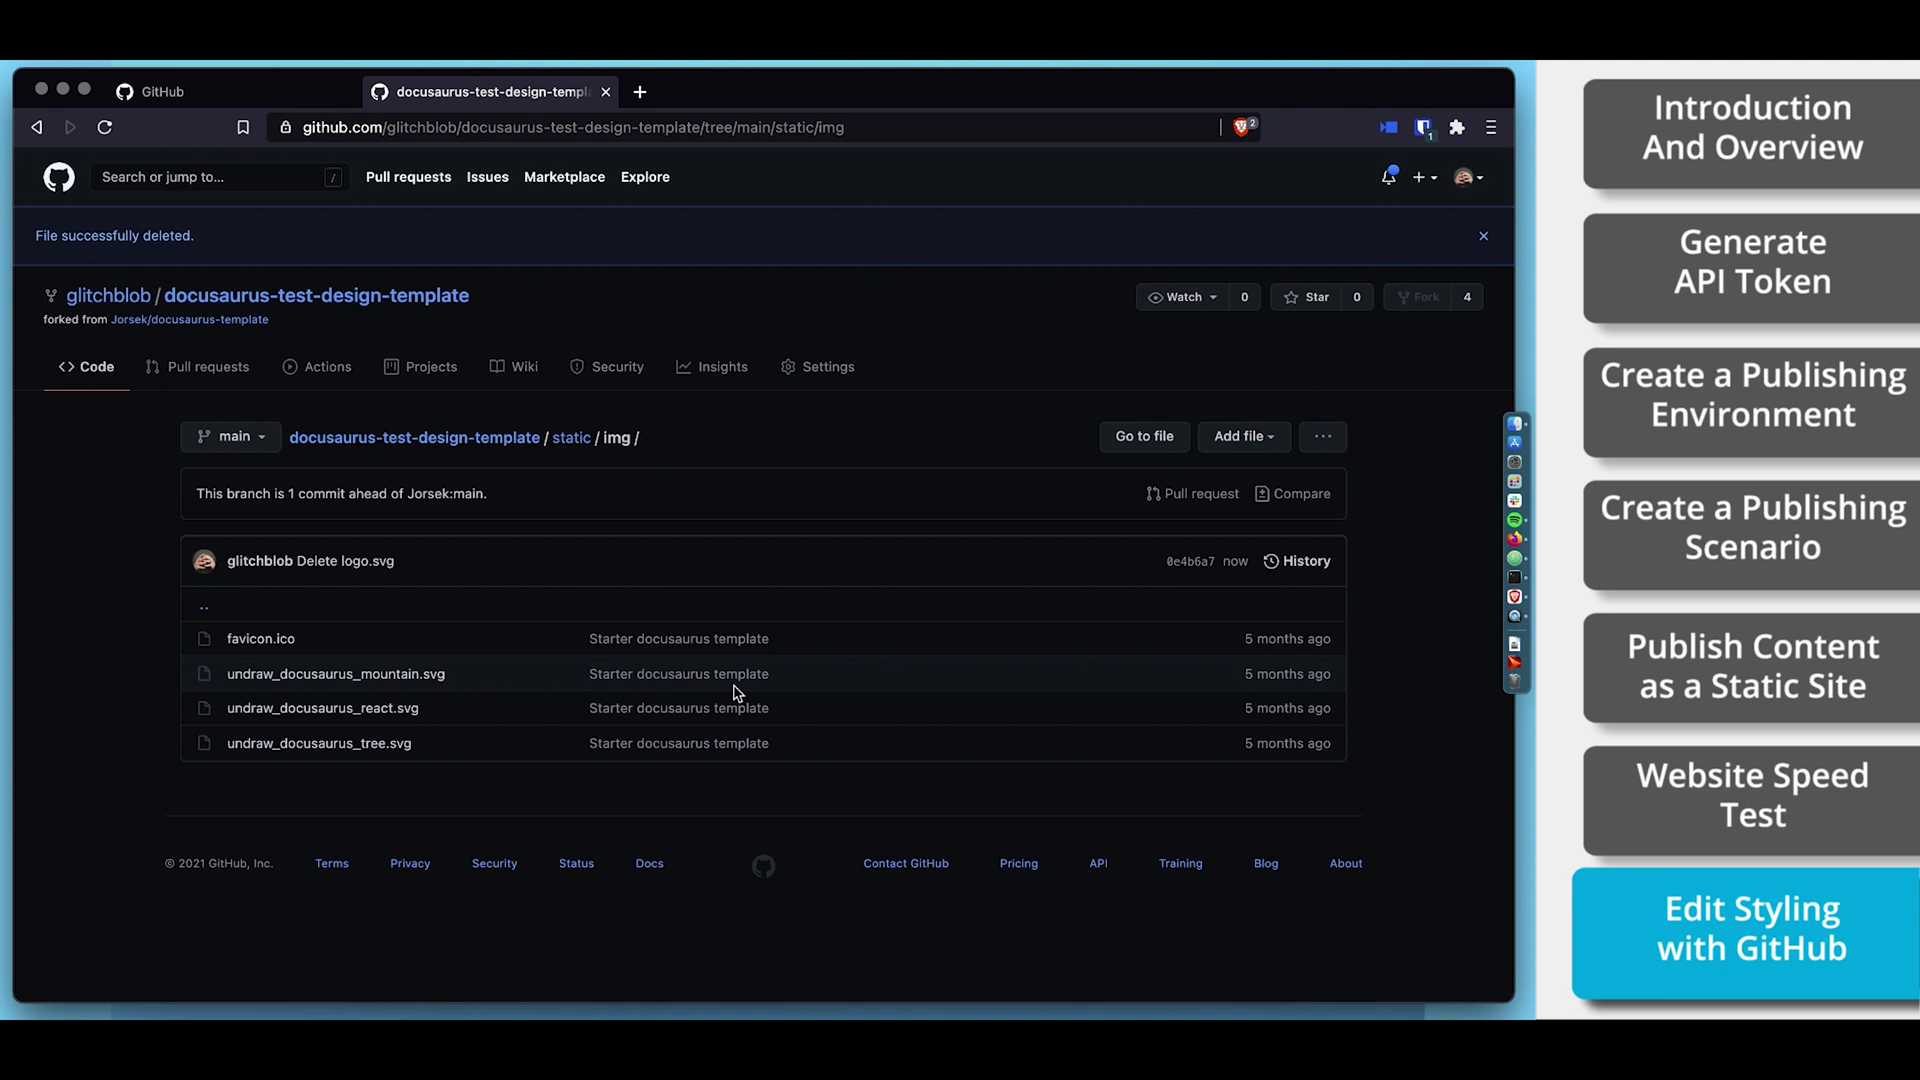 GitHub
docusaurus-test-design-templ
github.com/glitchblob/docusaurus-test-design-template/tree/main/static/img
2
1
Search or jump to...
/
Pull requests
Issues
Marketplace
Explore
File successfully deleted.
glitchblob / docusaurus-test-design-template
forked from Jorsek/docusaurus-template
Watch
0
Star
0
Fork
4
Code
Pull requests
Actions
Projects
Wiki
Security
Insights
Settings
main
docusaurus-test-design-template / static / img /
Go to file
Add file
...
This branch is 1 commit ahead of Jorsek:main.
Pull request
Compare
glitchblob Delete logo.svg
0e4b6a7 now
History
..
favicon.ico
Starter docusaurus template
5 months ago
undraw_docusaurus_mountain.svg
Starter docusaurus template
5 months ago
undraw_docusaurus_react.svg
Starter docusaurus template
5 months ago
undraw_docusaurus_tree.svg
Starter docusaurus template
5 months ago
© 2021 GitHub, Inc.
Terms
Privacy
Security
Status
Docs
Contact GitHub
Pricing
API
Training
Blog
About
Introduction
And Overview
Generate
API Token
Create a Publishing
Environment
Create a Publishing
Scenario
Publish Content
as a Static Site
Website Speed
Test
Edit Styling
with GitHub